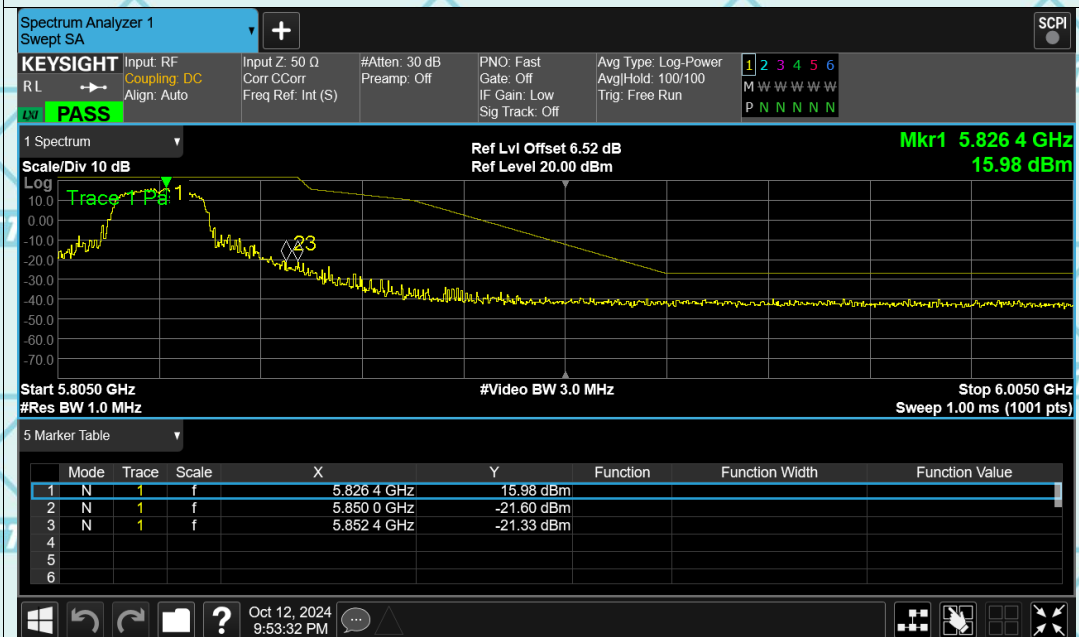 Spectrum Analyzer 1
Swept SA
+
SCPI
KEYSIGHT Input: RF Input Z: 50 Ω #Atten: 30 dB PNO: Fast Avg Type: Log-Power 1 2 3 4 5 6
R L Coupling: DC Corr CCorr Preamp: Off Gate: Off Avg|Hold: 100/100 M W W W W W W
Align: Auto Freq Ref: Int (S) IF Gain: Low Trig: Free Run
LXI PASS Sig Track: Off P N N N N N N
1 Spectrum
Ref Lvl Offset 6.52 dB
Mkr1 5.826 4 GHz
Scale/Div 10 dB Ref Level 20.00 dBm 15.98 dBm
Log
Trace 1 Pa 1
10.0
0.00
-10.0
23
-20.0
-30.0
-40.0
-50.0
-60.0
-70.0
Start 5.8050 GHz #Video BW 3.0 MHz Stop 6.0050 GHz
#Res BW 1.0 MHz Sweep 1.00 ms (1001 pts)
5 Marker Table
Mode Trace Scale X Y Function Function Width Function Value
1 N 1 f 5.826 4 GHz 15.98 dBm
2 N 1 f 5.850 0 GHz -21.60 dBm
3 N 1 f 5.852 4 GHz -21.33 dBm
4
5
6
?
Oct 12, 2024
9:53:32 PM